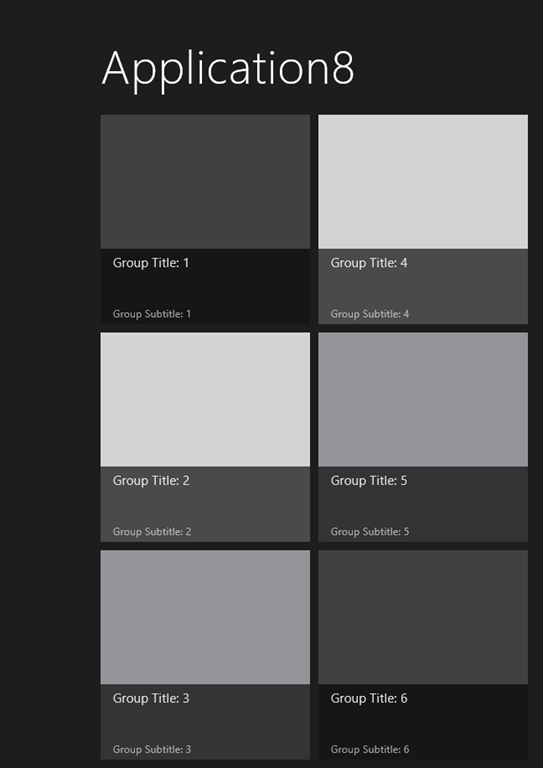 Application8
Group Title: 1
Group Subtitle: 1
Group Title: 2
Group Subtitle: 2
Group Title: 3
Group Subtitle: 3
Group Title: 4
Group Subtitle: 4
Group Title: 5
Group Subtitle: 5
Group Title: 6
Group Subtitle: 6